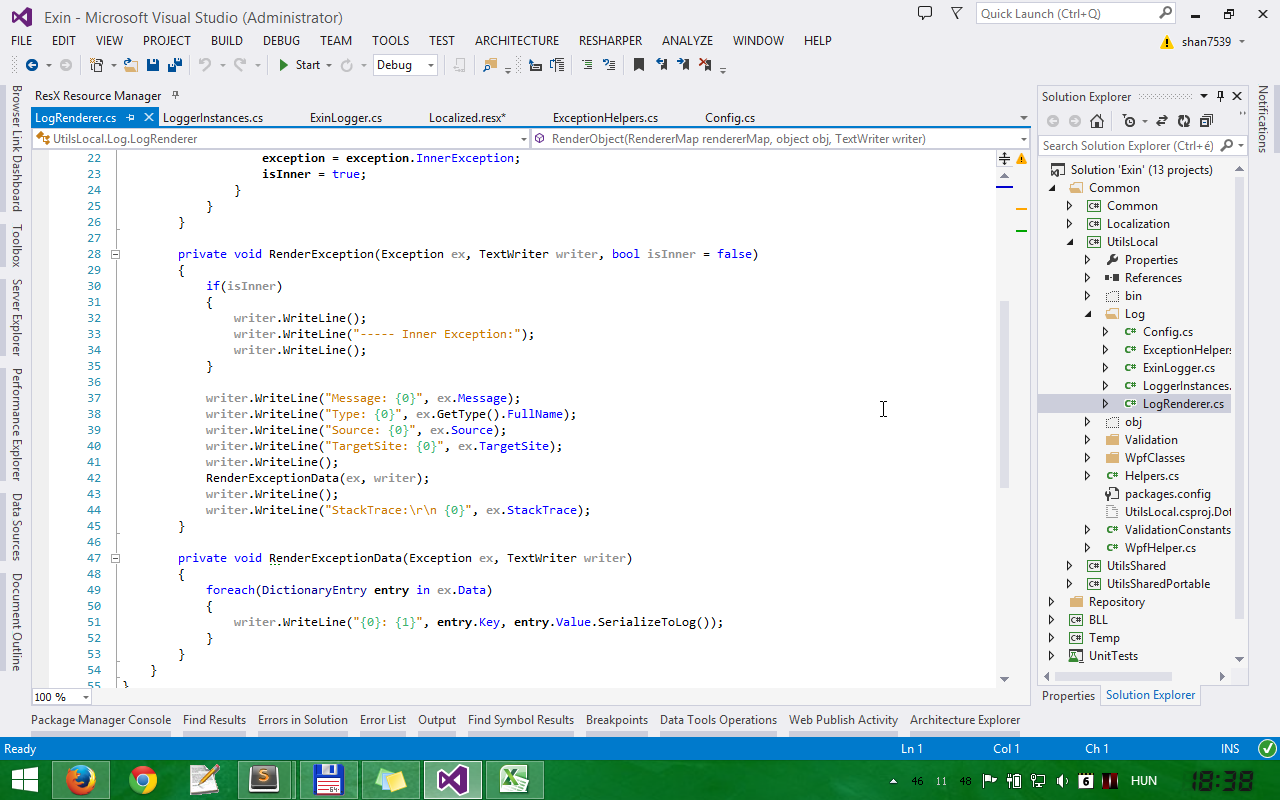 Exin - Microsoft Visual Studio (Administrator)
Quick Launch (Ctrl+Q)
FILE EDIT VIEW PROJECT BUILD DEBUG TEAM TOOLS TEST ARCHITECTURE RESHARPER ANALYZE WINDOW HELP
shan7539
Start Debug
ResX Resource Manager
LogRenderer.cs LoggerInstances.cs ExinLogger.cs Localized.resx* ExceptionHelpers.cs Config.cs
UtilsLocal.Log.LogRenderer RenderObject(RendererMap rendererMap, object obj, TextWriter writer)
22 exception = exception.InnerException;
23 isInner = true;
24 }
25 }
26 }
27
28 private void RenderException(Exception ex, TextWriter writer, bool isInner = false)
29 {
30 if(isInner)
31 {
32 writer.WriteLine();
33 writer.WriteLine("----- Inner Exception:");
34 writer.WriteLine();
35 }
36
37 writer.WriteLine("Message: {0}", ex.Message);
38 writer.WriteLine("Type: {0}", ex.GetType().FullName);
39 writer.WriteLine("Source: {0}", ex.Source);
40 writer.WriteLine("TargetSite: {0}", ex.TargetSite);
41 writer.WriteLine();
42 RenderExceptionData(ex, writer);
43 writer.WriteLine();
44 writer.WriteLine("StackTrace:\r\n {0}", ex.StackTrace);
45 }
46
47 private void RenderExceptionData(Exception ex, TextWriter writer)
48 {
49 foreach(DictionaryEntry entry in ex.Data)
50 {
51 writer.WriteLine("{0}: {1}", entry.Key, entry.Value.SerializeToLog());
52 }
53 }
54 }
55 }
100 %
Browser Link Dashboard
Toolbox
Server Explorer
Performance Explorer
Data Sources
Document Outline
Solution Explorer
Search Solution Explorer (Ctrl+é)
Solution 'Exin' (13 projects)
Common
Common
Localization
UtilsLocal
Properties
References
bin
Log
Config.cs
ExceptionHelpers
ExinLogger.cs
LoggerInstances.
LogRenderer.cs
obj
Validation
WpfClasses
Helpers.cs
packages.config
UtilsLocal.csproj.Dot
ValidationConstants
WpfHelper.cs
UtilsShared
UtilsSharedPortable
Repository
BLL
Temp
UnitTests
Properties Solution Explorer
Notifications
Package Manager Console Find Results Errors in Solution Error List Output Find Symbol Results Breakpoints Data Tools Operations Web Publish Activity Architecture Explorer
Ready Ln 1 Col 1 Ch 1 INS
46 11 48 6 HUN 18:38